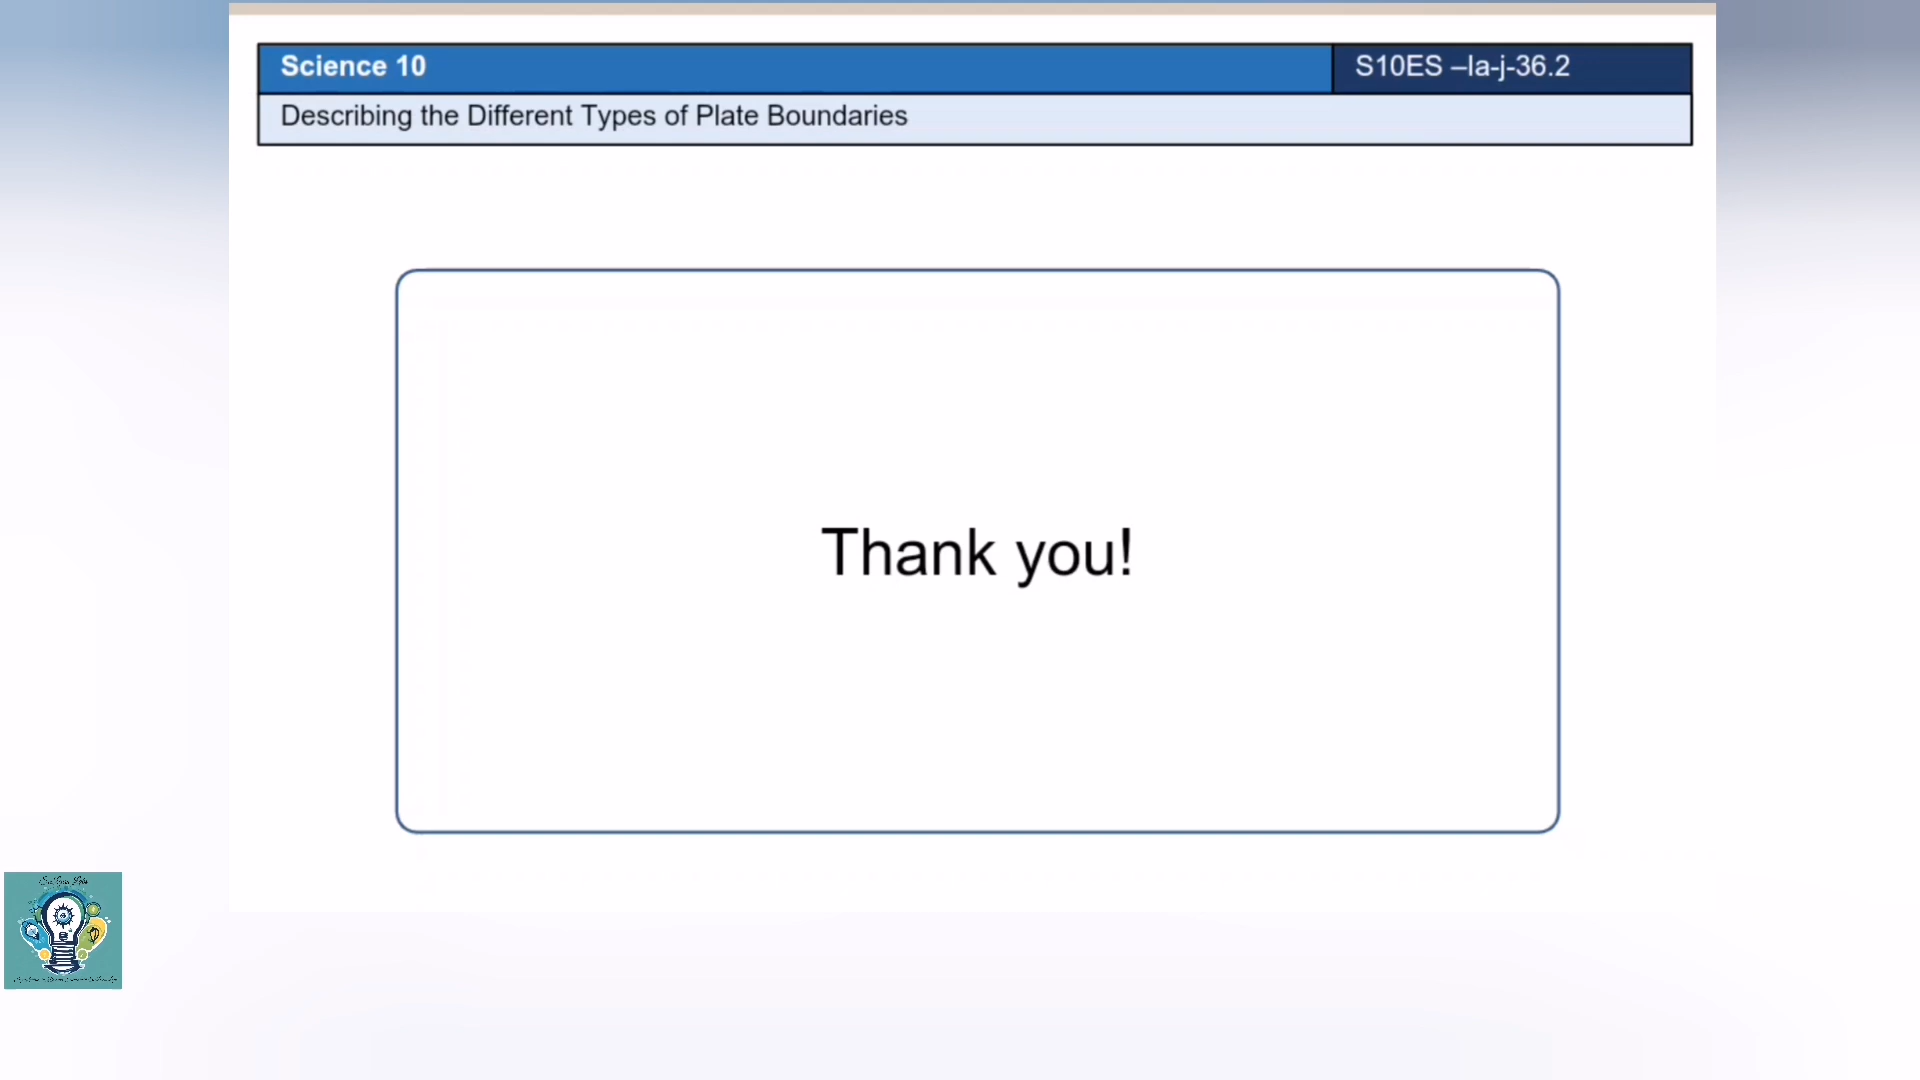 Science 10
S10ES –Ia-j-36.2
Describing the Different Types of Plate Boundaries
Thank you!